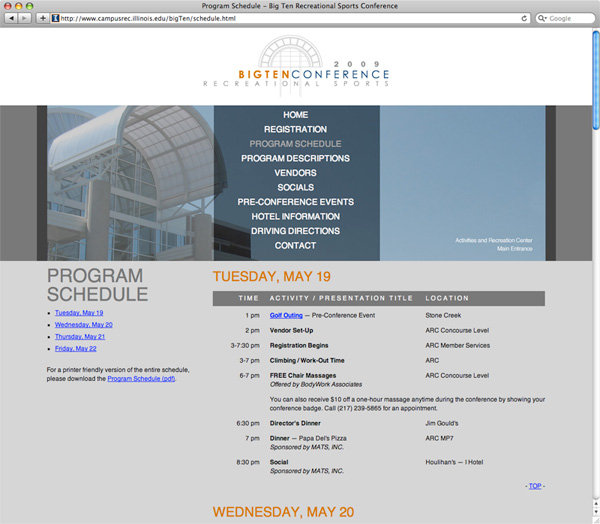 Program Schedule – Big Ten Recreational Sports Conference
http://www.campusrec.illinois.edu/bigTen/schedule.html
Google
2009
BIGTENCONFERENCE
RECREATIONAL SPORTS
HOME
REGISTRATION
PROGRAM SCHEDULE
PROGRAM DESCRIPTIONS
VENDORS
SOCIALS
PRE-CONFERENCE EVENTS
HOTEL INFORMATION
DRIVING DIRECTIONS
CONTACT
Activities and Recreation Center
Main Entrance
PROGRAM
SCHEDULE
Tuesday, May 19
Wednesday, May 20
Thursday, May 21
Friday, May 22
For a printer friendly version of the entire schedule,
please download the Program Schedule (pdf).
TUESDAY, MAY 19
TIME ACTIVITY / PRESENTATION TITLE LOCATION
1 pm Golf Outing — Pre-Conference Event Stone Creek
2 pm Vendor Set-Up ARC Concourse Level
3-7:30 pm Registration Begins ARC Member Services
3-7 pm Climbing / Work-Out Time ARC
6-7 pm FREE Chair Massages ARC Concourse Level
Offered by BodyWork Associates
You can also receive $10 off a one-hour massage anytime during the conference by showing your
conference badge. Call (217) 239-5865 for an appointment.
6:30 pm Director's Dinner Jim Gould's
7 pm Dinner — Papa Del's Pizza ARC MP7
Sponsored by MATS, INC.
8:30 pm Social Houlihan's — I Hotel
Sponsored by MATS, INC.
- TOP -
WEDNESDAY, MAY 20